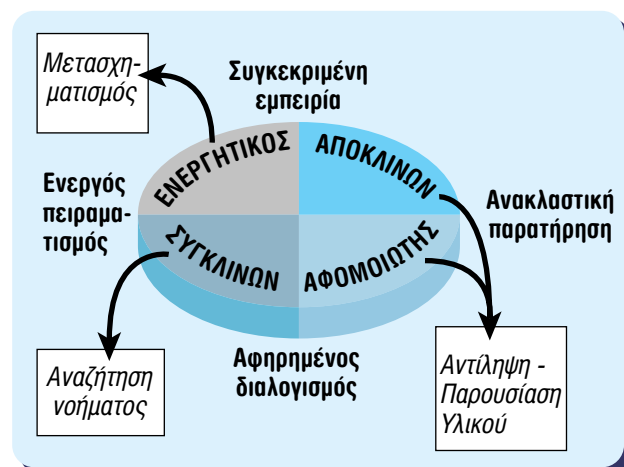 Μετασχη-
ματισμός
Συγκεκριμένη
εμπειρία
ΕΝΕΡΓΗΤΙΚΟΣ
ΑΠΟΚΛΙΝΩΝ
Ενεργός
πειραμα-
τισμός
Ανακλαστική
παρατήρηση
ΣΥΓΚΛΙΝΩΝ
ΑΦΟΜΟΙΩΤΗΣ
Αναζήτηση
νοήματος
Αφηρημένος
διαλογισμός
Αντίληψη -
Παρουσίαση
Υλικού